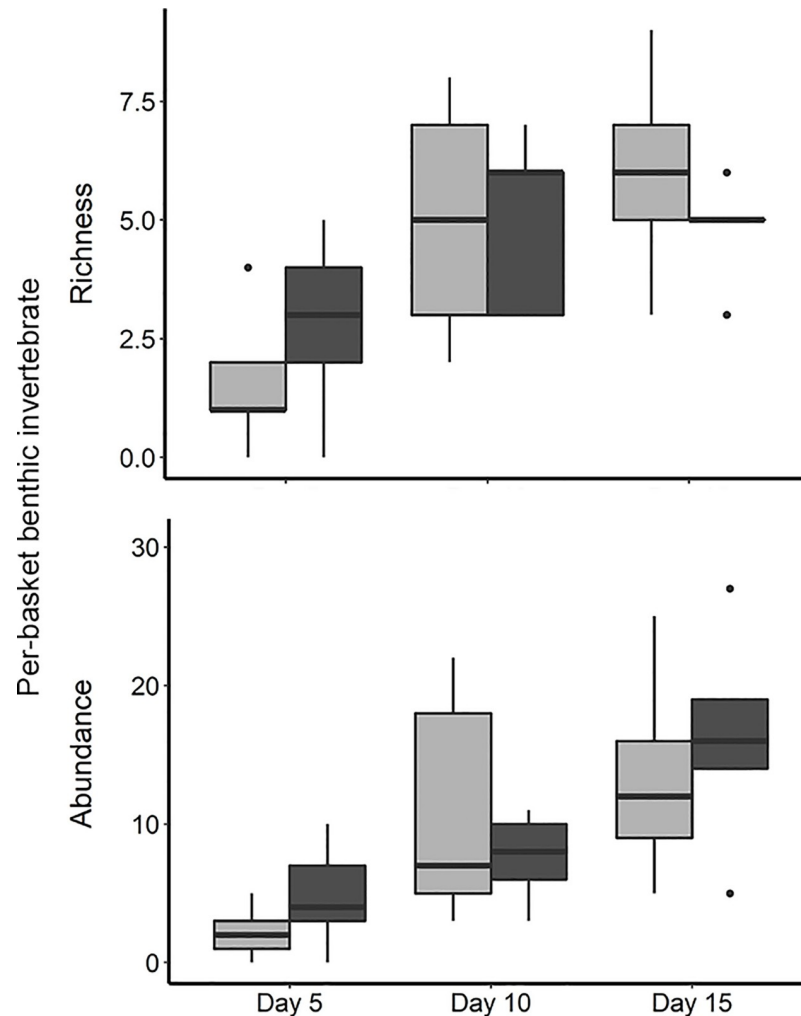 Per-basket benthic invertebrate
Richness
7.5
5.0
2.5
0.0
Abundance
30
20
10
0
Day 5
Day 10
Day 15